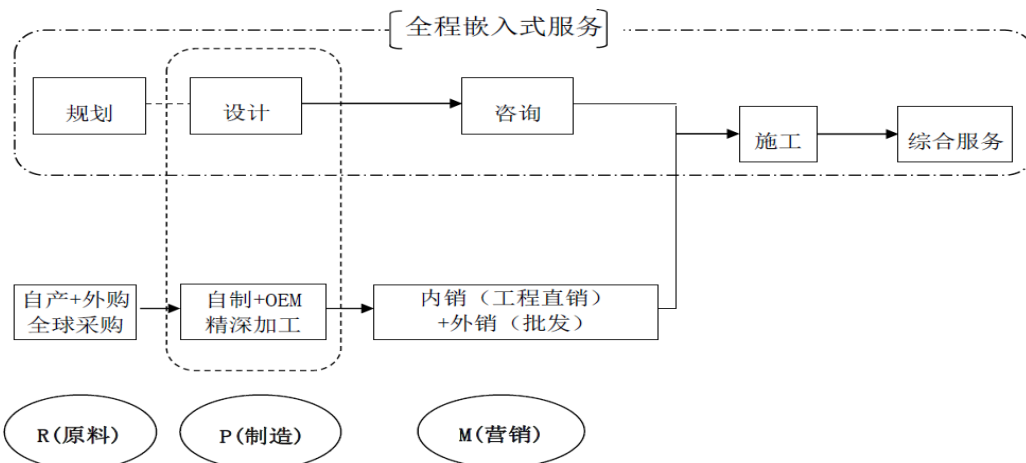 全程嵌入式服务
规划
设计
咨询
施工
综合服务
自产+外购
全球采购
自制+OEM
精深加工
内销（工程直销）
+外销（批发）
R(原料)
P(制造)
M(营销)